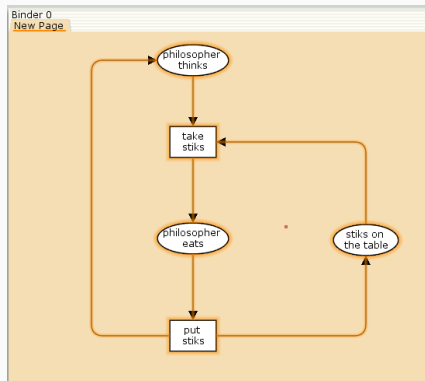 Binder 0
New Page
philosopher
thinks
take
stiks
philosopher
eats
stiks on
the table
put
stiks